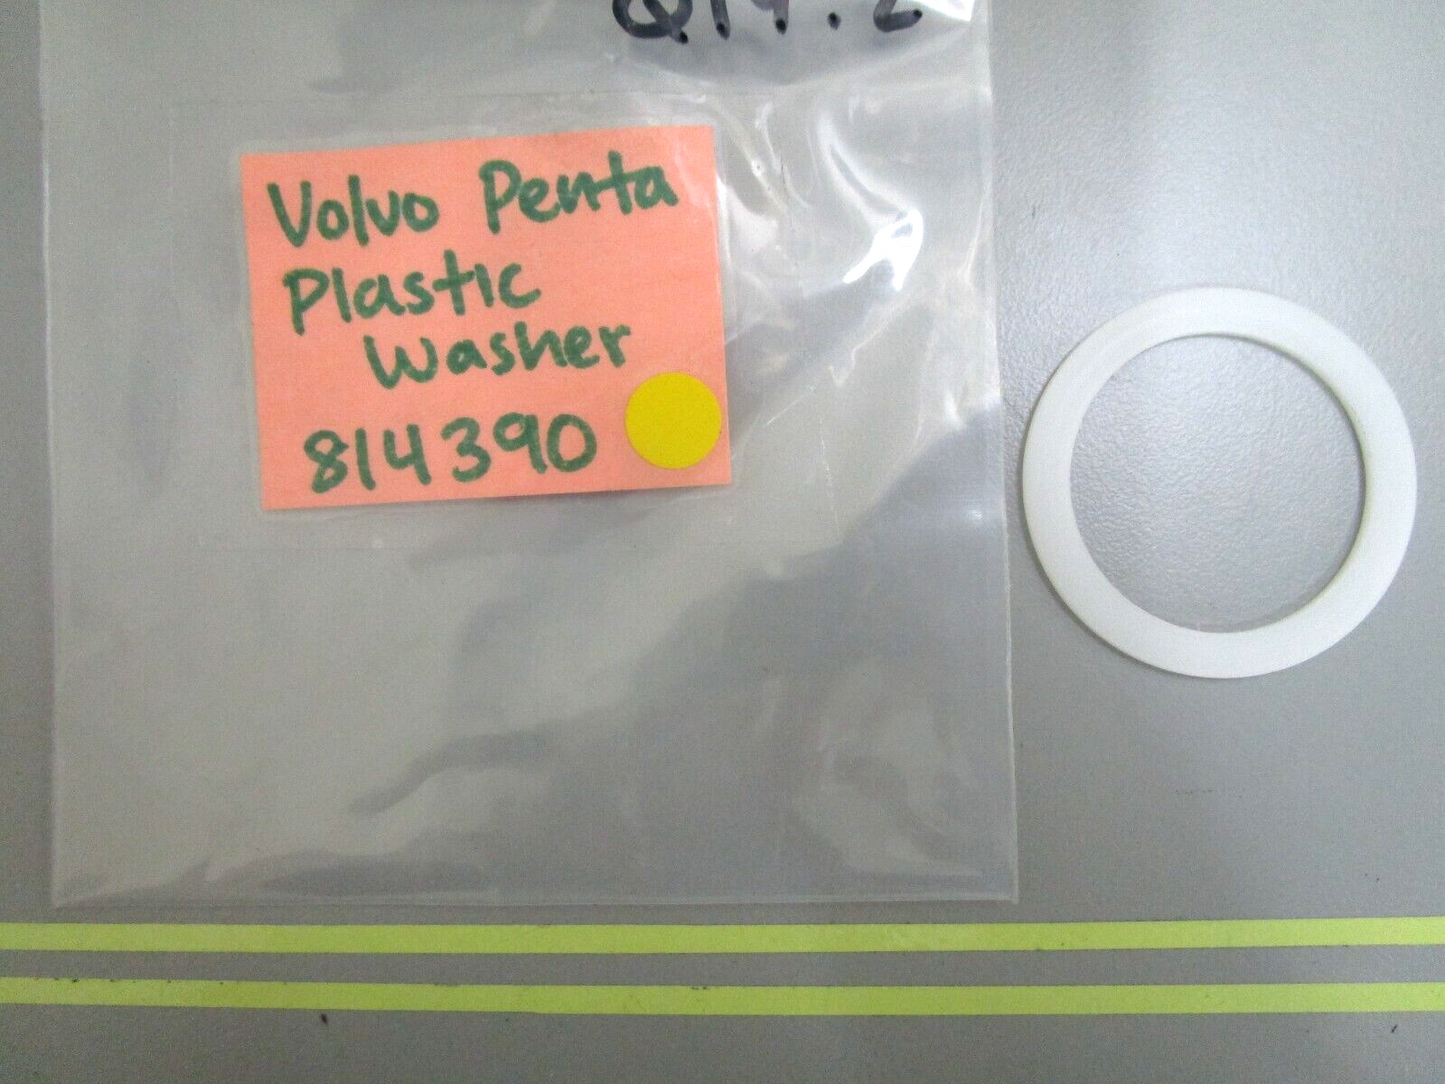 Volvo Penta
Plastic
Washer
814390